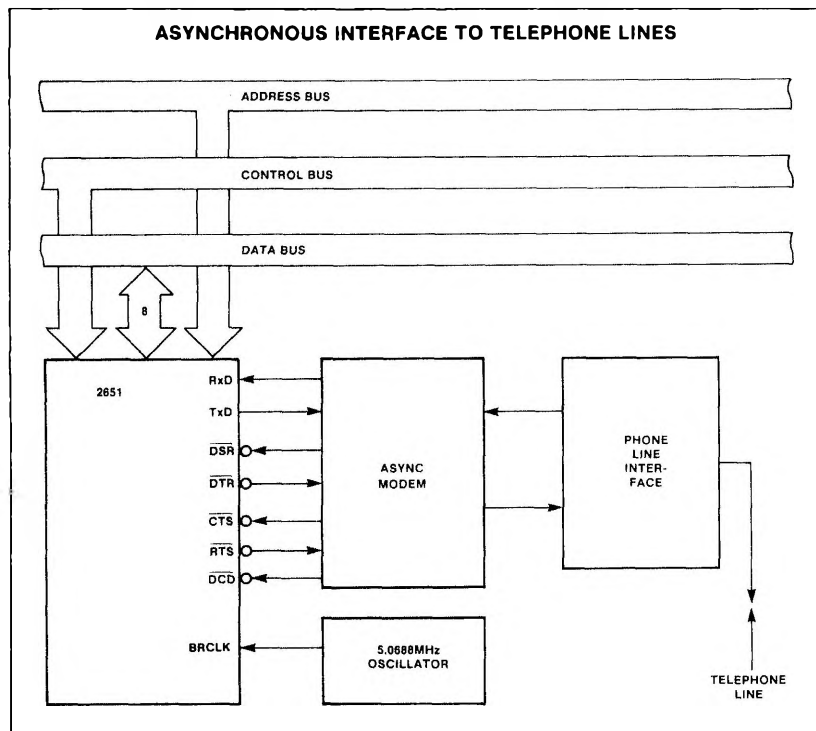 ASYNCHRONOUS INTERFACE TO TELEPHONE LINES
ADDRESS BUS
CONTROL BUS
DATA BUS
8
2651
RxD
TxD
DSR
DTR
CTS
RTS
DCD
BRCLK
ASYNC
MODEM
PHONE
LINE
INTER-
FACE
5.0688MHz
OSCILLATOR
TELEPHONE
LINE